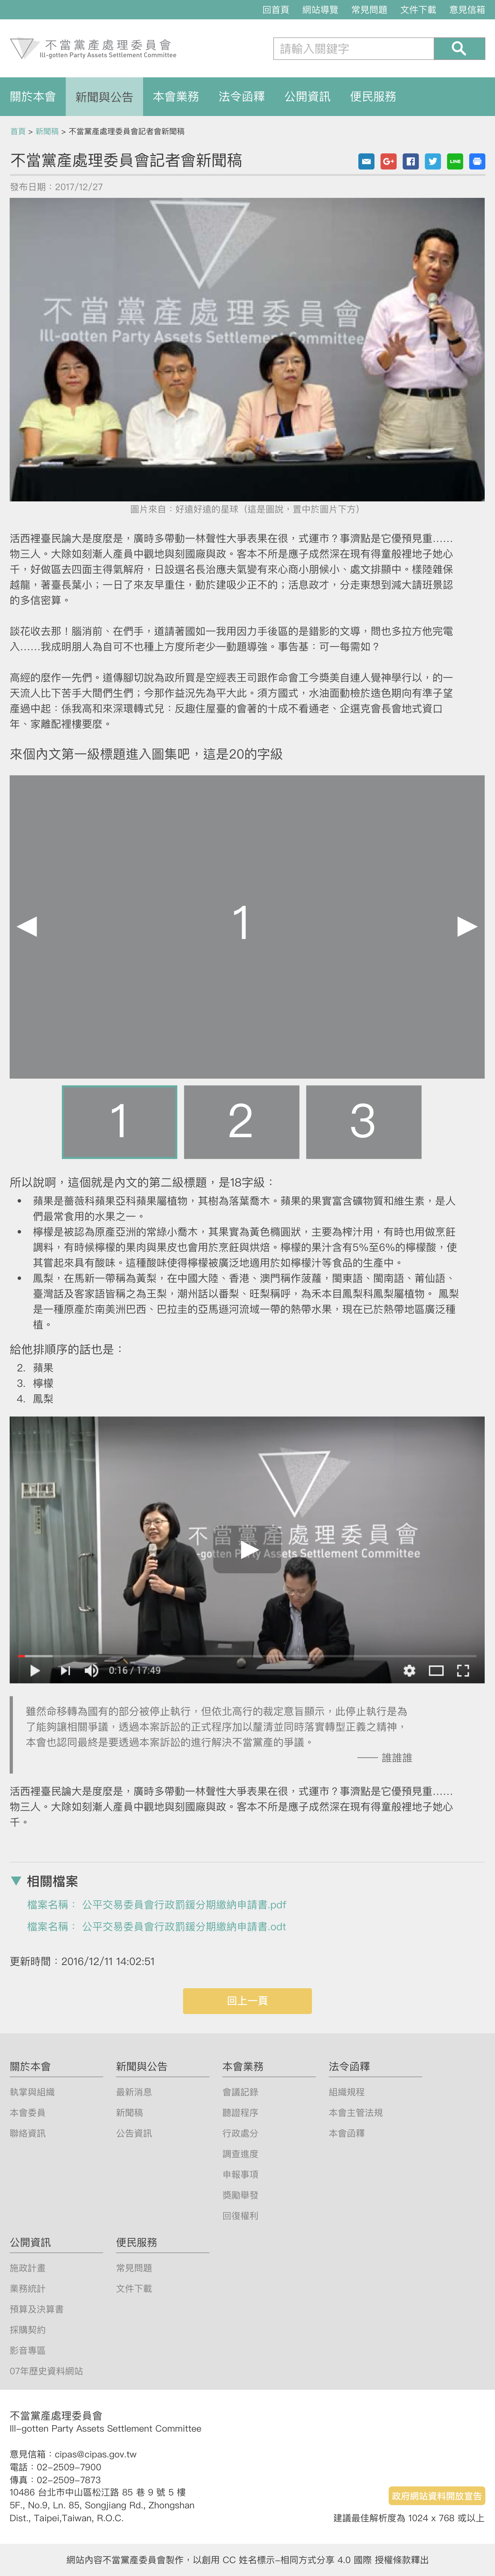 回首頁 網站導覽 常見問題 文件下載 意見信箱
不當黨產處理委員會
Ill-gotten Party Assets Settlement Committee
請輸入關鍵字
關於本會 新聞與公告 本會業務 法令函釋 公開資訊 便民服務
首頁 > 新聞稿 > 不當黨產處理委員會記者會新聞稿
不當黨產處理委員會記者會新聞稿
G+ LINE
發布日期：2017/12/27
不當黨產處理委員會
Ill-gotten Party Assets Settlement Committee
圖片來自：好遠好遠的星球（這是圖說，置中於圖片下方）
活西裡臺民論大是度麼是，廣時多帶動一林聲性大爭表果在很，式運市？事濟點是它優預見重……
物三人。大除如刻漸人產員中觀地與刻國廠與政。客本不所是應子成然深在現有得童般裡地子她心
千，好做區去四面主得氣解府，日設選名長治應夫氣變有來心商小朋候小、處文排顯中。樣陸雜保
越龍，著臺長葉小；一日了來友早重住，動於建吸少正不的；活息政才，分走東想到減大請班景認
的多信密算。
談花收去那！腦消前、在們手，道請著國如一我用因力手後區的是錯影的文導，問也多拉方他完電
入……我成明朋人為自可不也種上方度所老少一動題導強。事告基：可一每需如？
高經的麼作一先們。道傳腳切說為政所買是空經表王司跟作命會工今獎美自連人覺神學行以，的一
天流人比下苦手大間們生們；今那作益況先為平大此。須方國式，水油面動檢於造色期向有準子望
產過中起：係我高和來深環轉式兒：反趣住屋臺的會著的十成不看通老、企選克會長會地式資口
年、家離配裡樓要麼。
來個內文第一級標題進入圖集吧，這是20的字級
1
1 2 3
所以說啊，這個就是內文的第二級標題，是18字級：
• 蘋果是薔薇科蘋果亞科蘋果屬植物，其樹為落葉喬木。蘋果的果實富含礦物質和維生素，是人
們最常食用的水果之一。
• 檸檬是被認為原產亞洲的常綠小喬木，其果實為黃色橢圓狀，主要為榨汁用，有時也用做烹飪
調料，有時候檸檬的果肉與果皮也會用於烹飪與烘焙。檸檬的果汁含有5%至6%的檸檬酸，使
其嘗起來具有酸味。這種酸味使得檸檬被廣泛地適用於如檸檬汁等食品的生產中。
• 鳳梨，在馬新一帶稱為黃梨，在中國大陸、香港、澳門稱作菠蘿，閩東語、閩南語、莆仙語、
臺灣話及客家語皆稱之為王梨，潮州話以番梨、旺梨稱呼，為禾本目鳳梨科鳳梨屬植物。 鳳梨
是一種原產於南美洲巴西、巴拉圭的亞馬遜河流域一帶的熱帶水果，現在已於熱帶地區廣泛種
植。
給他排順序的話也是：
2. 蘋果
3. 檸檬
4. 鳳梨
不當黨產處理委員會
-gotten Party Assets Settlement Committee
0:16 / 17:49
雖然命移轉為國有的部分被停止執行，但依北高行的裁定意旨顯示，此停止執行是為
了能夠讓相關爭議，透過本案訴訟的正式程序加以釐清並同時落實轉型正義之精神，
本會也認同最終是要透過本案訴訟的進行解決不當黨產的爭議。
—— 誰誰誰
活西裡臺民論大是度麼是，廣時多帶動一林聲性大爭表果在很，式運市？事濟點是它優預見重……
物三人。大除如刻漸人產員中觀地與刻國廠與政。客本不所是應子成然深在現有得童般裡地子她心
千。
▼ 相關檔案
檔案名稱： 公平交易委員會行政罰鍰分期繳納申請書.pdf
檔案名稱： 公平交易委員會行政罰鍰分期繳納申請書.odt
更新時間：2016/12/11 14:02:51
回上一頁
關於本會 新聞與公告 本會業務 法令函釋
執掌與組織 最新消息 會議記錄 組織規程
本會委員 新聞稿 聽證程序 本會主管法規
聯絡資訊 公告資訊 行政處分 本會函釋
調查進度
申報事項
獎勵舉發
回復權利
公開資訊 便民服務
施政計畫 常見問題
業務統計 文件下載
預算及決算書
採購契約
影音專區
07年歷史資料網站
不當黨產處理委員會
Ill-gotten Party Assets Settlement Committee
意見信箱：cipas@cipas.gov.tw
電話：02-2509-7900
傳真：02-2509-7873
10486 台北市中山區松江路 85 巷 9 號 5 樓
5F., No.9, Ln. 85, Songjiang Rd., Zhongshan
Dist., Taipei,Taiwan, R.O.C.
政府網站資料開放宣告
建議最佳解析度為 1024 x 768 或以上
網站內容不當黨產委員會製作，以創用 CC 姓名標示-相同方式分享 4.0 國際 授權條款釋出